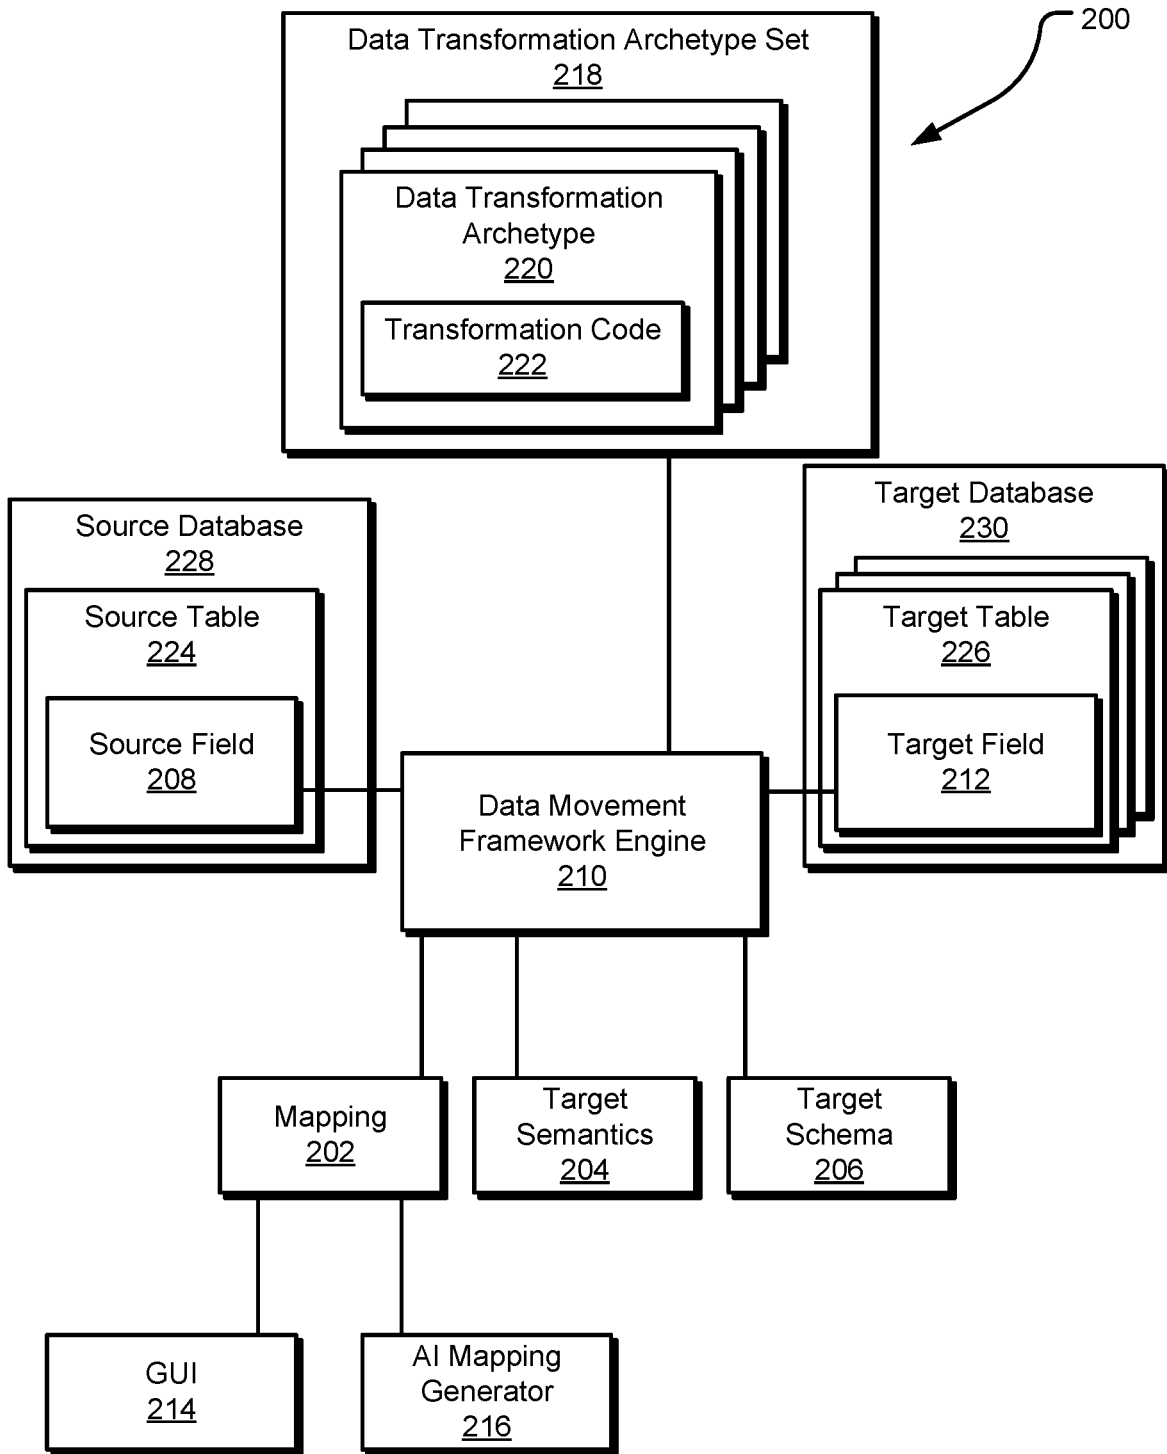 200
Data Transformation Archetype Set
218
Data Transformation
Archetype
220
Transformation Code
222
Source Database
228
Source Table
224
Source Field
208
Target Database
230
Target Table
226
Target Field
212
Data Movement
Framework Engine
210
Mapping
202
Target
Semantics
204
Target
Schema
206
GUI
214
AI Mapping
Generator
216